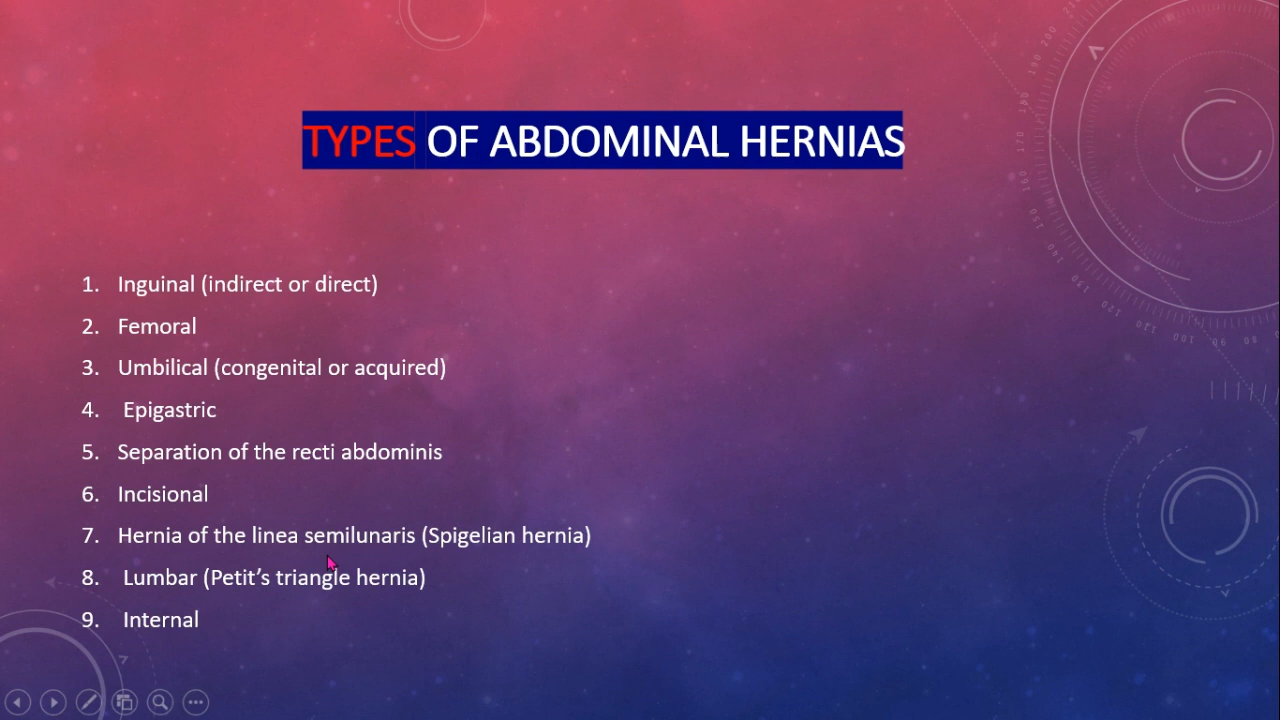 TYPES OF ABDOMINAL HERNIAS
1. Inguinal (indirect or direct)
2. Femoral
3. Umbilical (congenital or acquired)
4. Epigastric
5. Separation of the recti abdominis
6. Incisional
7. Hernia of the linea semilunaris (Spigelian hernia)
8. Lumbar (Petit’s triangle hernia)
9. Internal